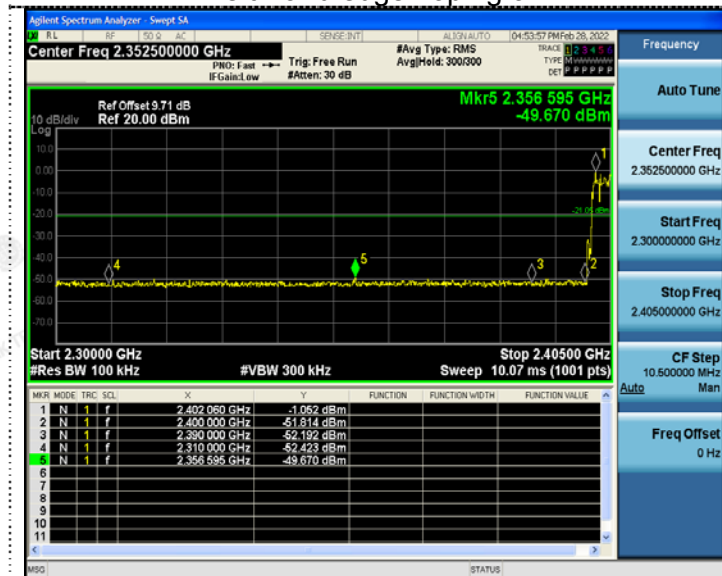 Agilent Spectrum Analyzer - Swept SA
RL RF 50 Ω AC SENSE:INT ALIGN AUTO 04:53:57 PM Feb 28, 2022
Center Freq 2.352500000 GHz #Avg Type: RMS TRACE 1 2 3 4 5 6 Frequency
PNO: Fast Trig: Free Run Avg|Hold: 300/300 TYPE M
IFGain:Low #Atten: 30 dB DET P P P P P P
Auto Tune
Ref Offset 9.71 dB Mkr5 2.356 595 GHz
10 dB/div Ref 20.00 dBm -49.670 dBm
Log
10.0
0.00
-10.0
-20.0
-30.0
-40.0
-50.0
-60.0
-70.0
-21.05 dBm
1
2
3
4
5
Center Freq
2.352500000 GHz
Start Freq
2.300000000 GHz
Stop Freq
2.405000000 GHz
Start 2.30000 GHz Stop 2.40500 GHz
#Res BW 100 kHz #VBW 300 kHz Sweep 10.07 ms (1001 pts)
CF Step
10.500000 MHz
Auto Man
Freq Offset
0 Hz
MKR MODE TRC SCL X Y FUNCTION FUNCTION WIDTH FUNCTION VALUE
1 N 1 f 2.402 060 GHz -1.052 dBm
2 N 1 f 2.400 000 GHz -51.814 dBm
3 N 1 f 2.390 000 GHz -52.192 dBm
4 N 1 f 2.310 000 GHz -52.423 dBm
5 N 1 f 2.356 595 GHz -49.670 dBm
6
7
8
9
10
11
MSG STATUS